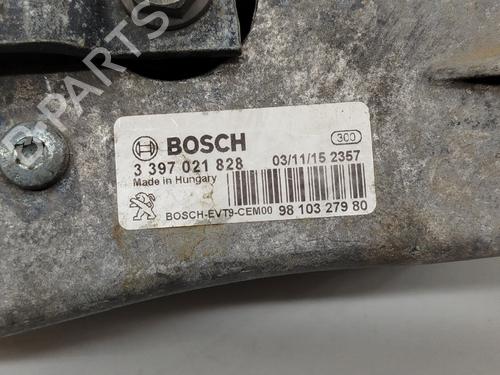 BOSCH
300
3 397 021 828 03/11/15 2357
Made in Hungary
BOSCH-EVT9-CEM00 98 103 279 80